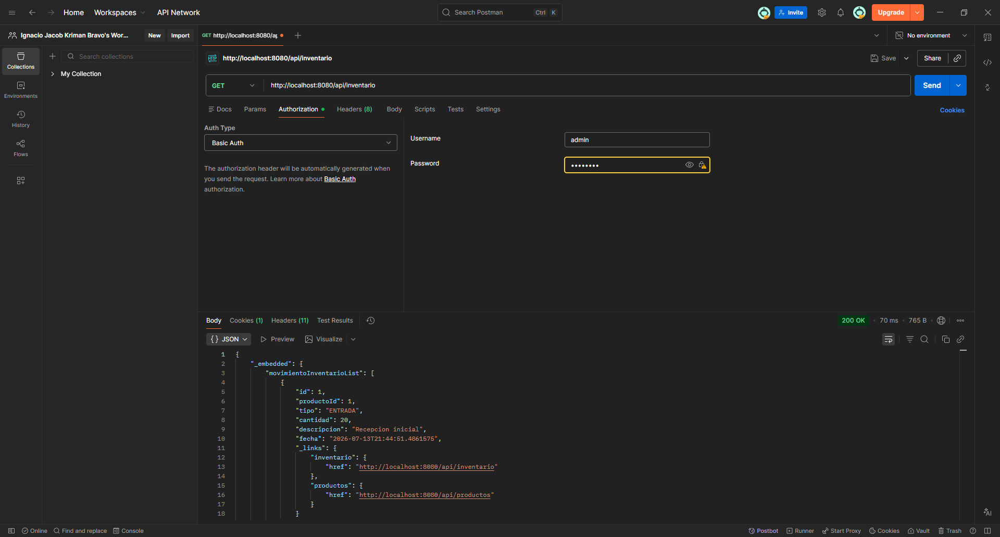 Home Workspaces API Network Search Postman Ctrl K Invite Upgrade
Ignacio Jacob Kriman Bravo's Wor... New Import GET http://localhost:8080/ap No environment
Collections
Search collections
My Collection
Environments
History
Flows
HTTP http://localhost:8080/api/inventario Save Share
GET http://localhost:8080/api/inventario Send
Docs Params Authorization Headers (8) Body Scripts Tests Settings Cookies
Auth Type
Basic Auth
The authorization header will be automatically generated when
you send the request. Learn more about Basic Auth
authorization.
Username admin
Password ••••••••
Body Cookies (1) Headers (11) Test Results 200 OK • 70 ms • 765 B
{} JSON Preview Visualize
1 {
2 "_embedded": {
3 "movimientoInventarioList": [
4 {
5 "id": 1,
6 "productoId": 1,
7 "tipo": "ENTRADA",
8 "cantidad": 20,
9 "descripcion": "Recepcion inicial",
10 "fecha": "2026-07-13T21:44:51.4861575",
11 "_links": {
12 "inventario": {
13 "href": "http://localhost:8080/api/inventario"
14 },
15 "productos": {
16 "href": "http://localhost:8080/api/productos"
17 }
18 }
AI
Online Find and replace Console Postbot Runner Start Proxy Cookies Vault Trash